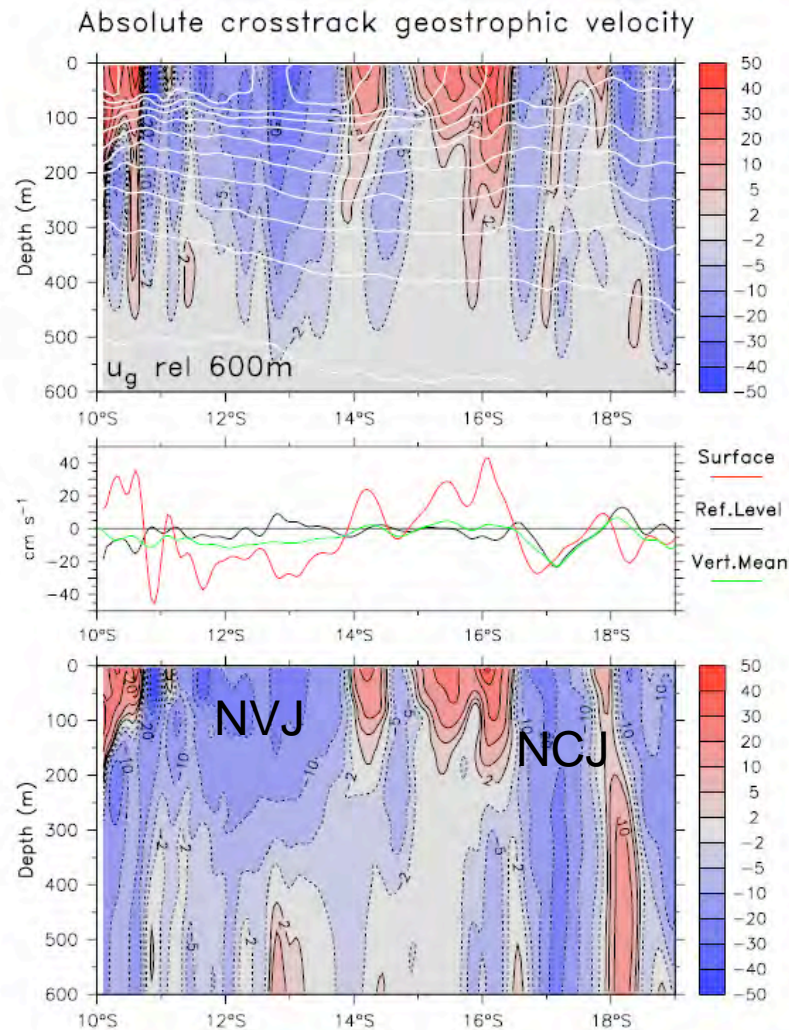 Absolute crosstrack geostrophic velocity
0
100
200
300
400
500
600
Depth (m)
u_g rel 600m
10°S
12°S
14°S
16°S
18°S
50
40
30
20
10
5
2
-2
-5
-10
-20
-30
-40
-50
40
20
0
-20
-40
cm s⁻¹
10°S
12°S
14°S
16°S
18°S
Surface
Ref.Level
Vert.Mean
0
100
200
300
400
500
600
Depth (m)
NVJ
NCJ
10°S
12°S
14°S
16°S
18°S
50
40
30
20
10
5
2
-2
-5
-10
-20
-30
-40
-50